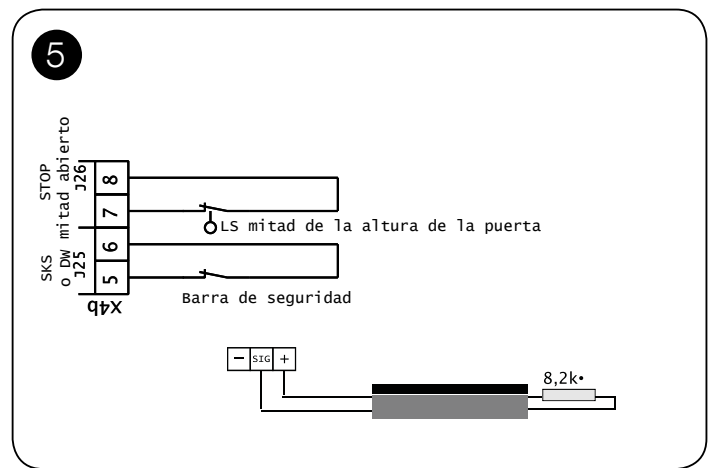 5
STOP
mitad abierto
J26
SKS
o DW
J25
8
7
6
5
X4b
LS mitad de la altura de la puerta
Barra de seguridad
– SIG +
8,2k•